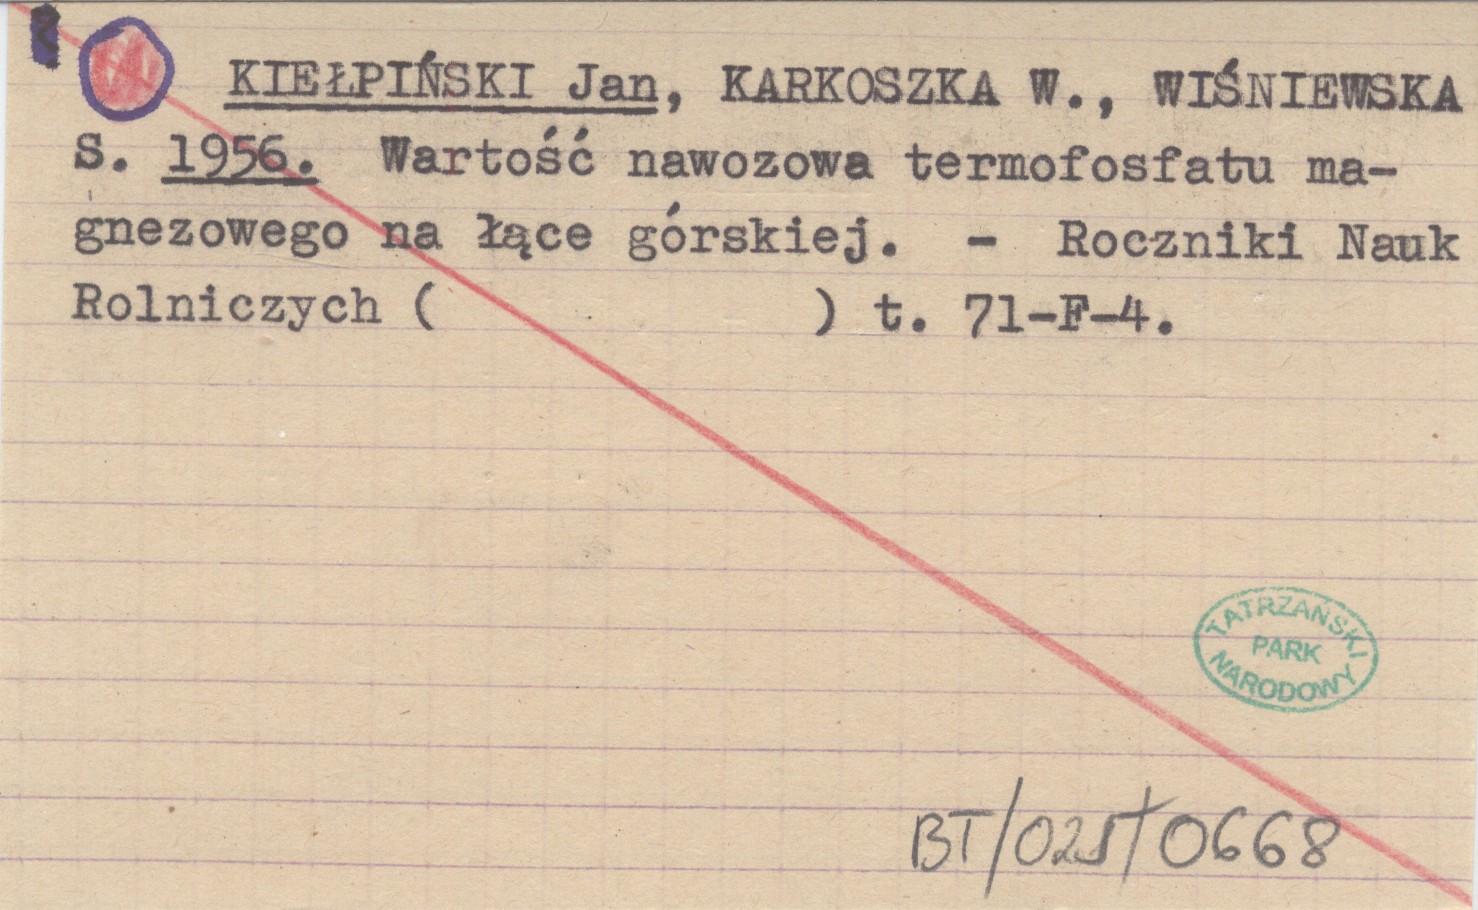 KIEŁPIŃSKI Jan, KARKOSZKA W., WIŚNIEWSKA
S. 1956. Wartość nawozowa termofosfatu ma-
gnezowego na łące górskiej. - Roczniki Nauk
Rolniczych ( ) t. 71-F-4.
TATRZAŃSKI
PARK
NARODOWY
BT/021/0668